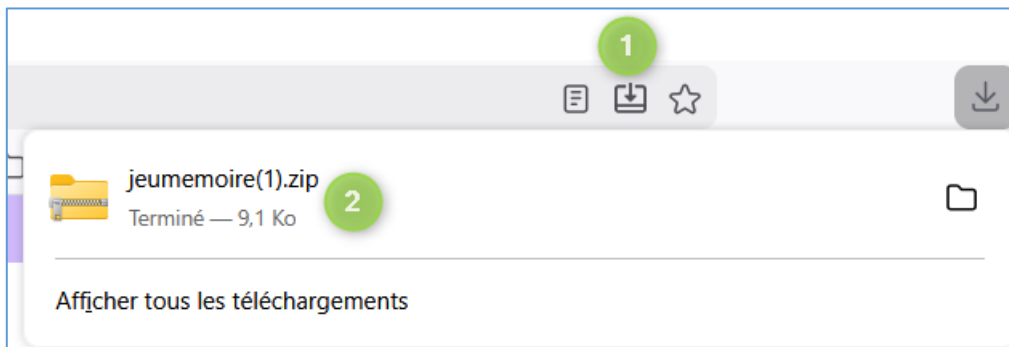 1
jeumemoire(1).zip
2
Terminé — 9,1 Ko
Afficher tous les téléchargements